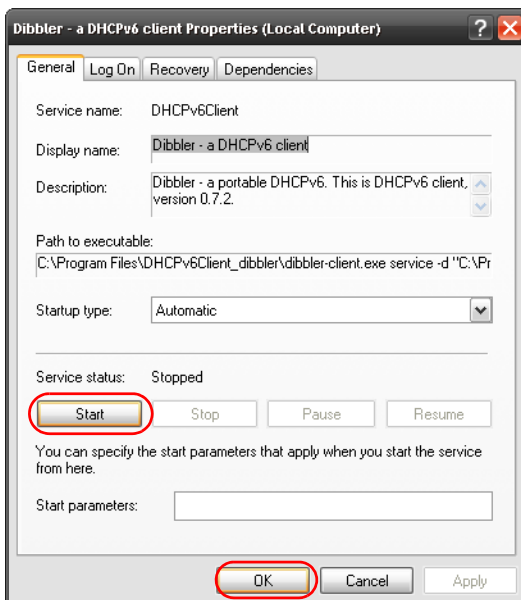 Dibbler - a DHCPv6 client Properties (Local Computer)
General Log On Recovery Dependencies
Service name: DHCPv6Client
Display name: Dibbler - a DHCPv6 client
Description: Dibbler - a portable DHCPv6. This is DHCPv6 client,
version 0.7.2.
Path to executable:
C:\Program Files\DHCPv6Client_dibbler\dibbler-client.exe service -d "C:\Pr
Startup type: Automatic
Service status: Stopped
Start Stop Pause Resume
You can specify the start parameters that apply when you start the service
from here.
Start parameters:
OK Cancel Apply